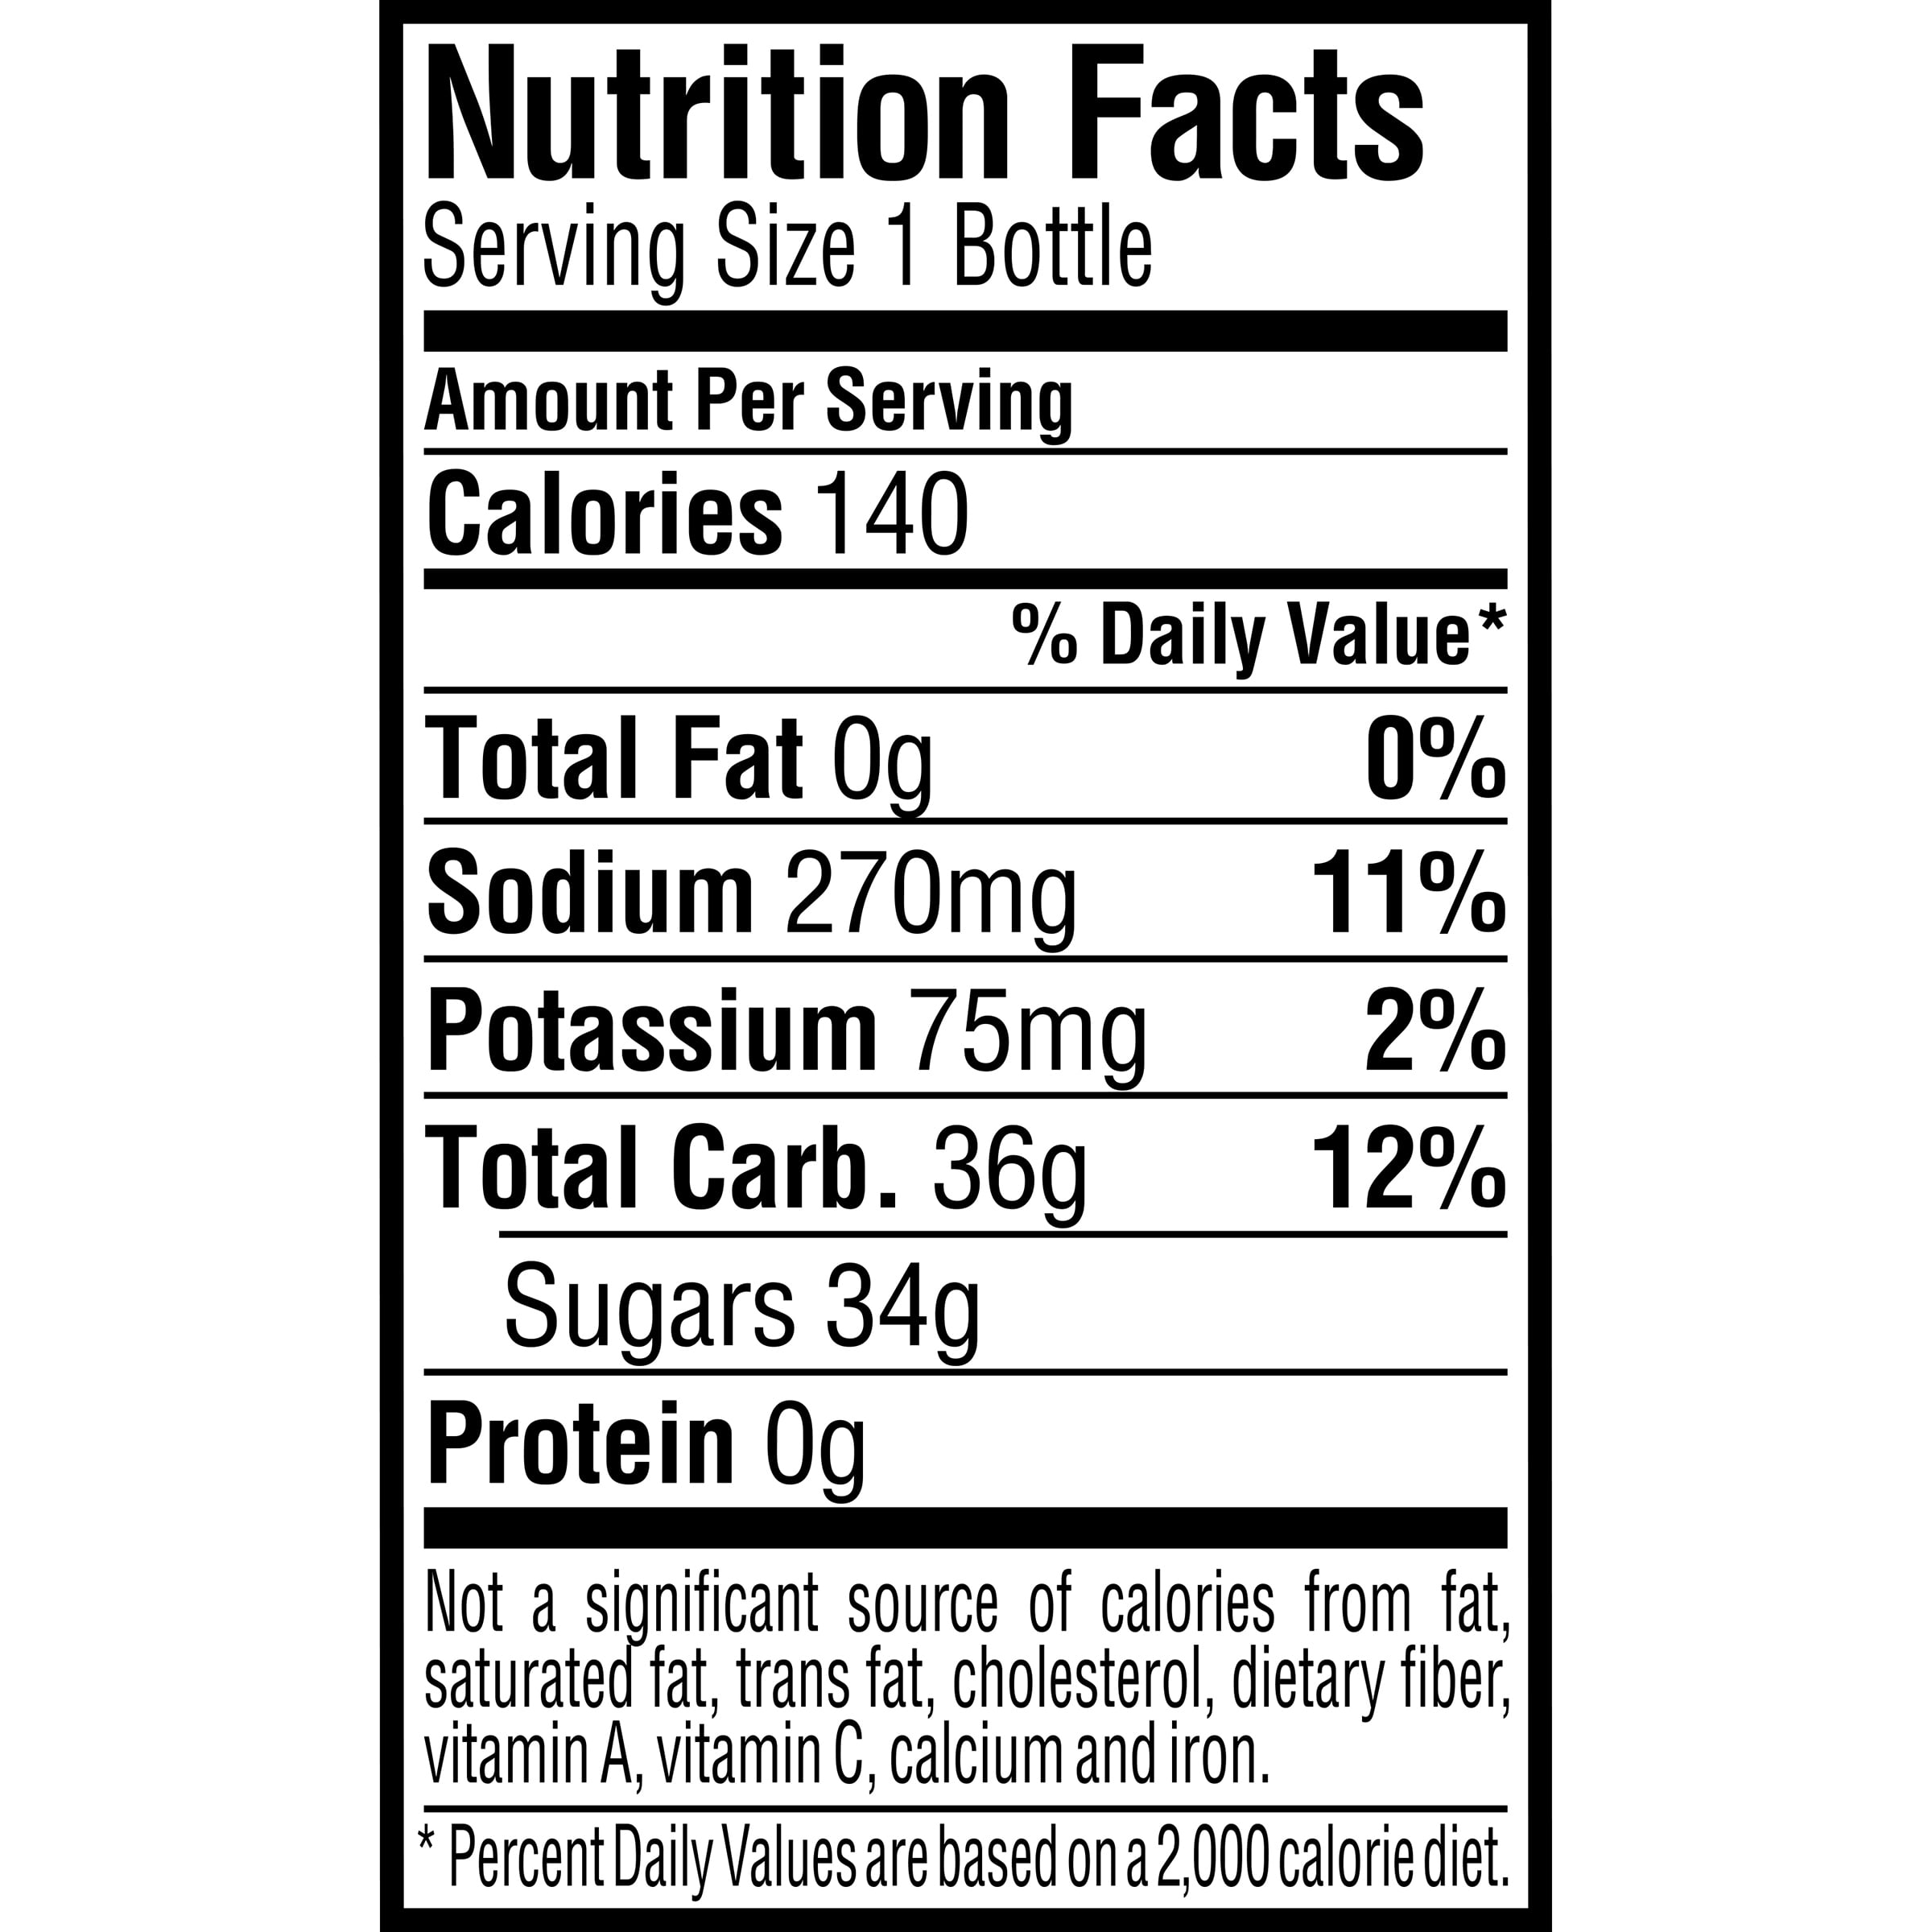 Nutrition Facts
Serving Size 1 Bottle
Amount Per Serving
Calories 140
% Daily Value*
Total Fat 0g 0%
Sodium 270mg 11%
Potassium 75mg 2%
Total Carb. 36g 12%
Sugars 34g
Protein 0g
Not a significant source of calories from fat,
saturated fat, trans fat, cholesterol, dietary fiber,
vitamin A, vitamin C, calcium and iron.
* Percent Daily Values are based on a 2,000 calorie diet.